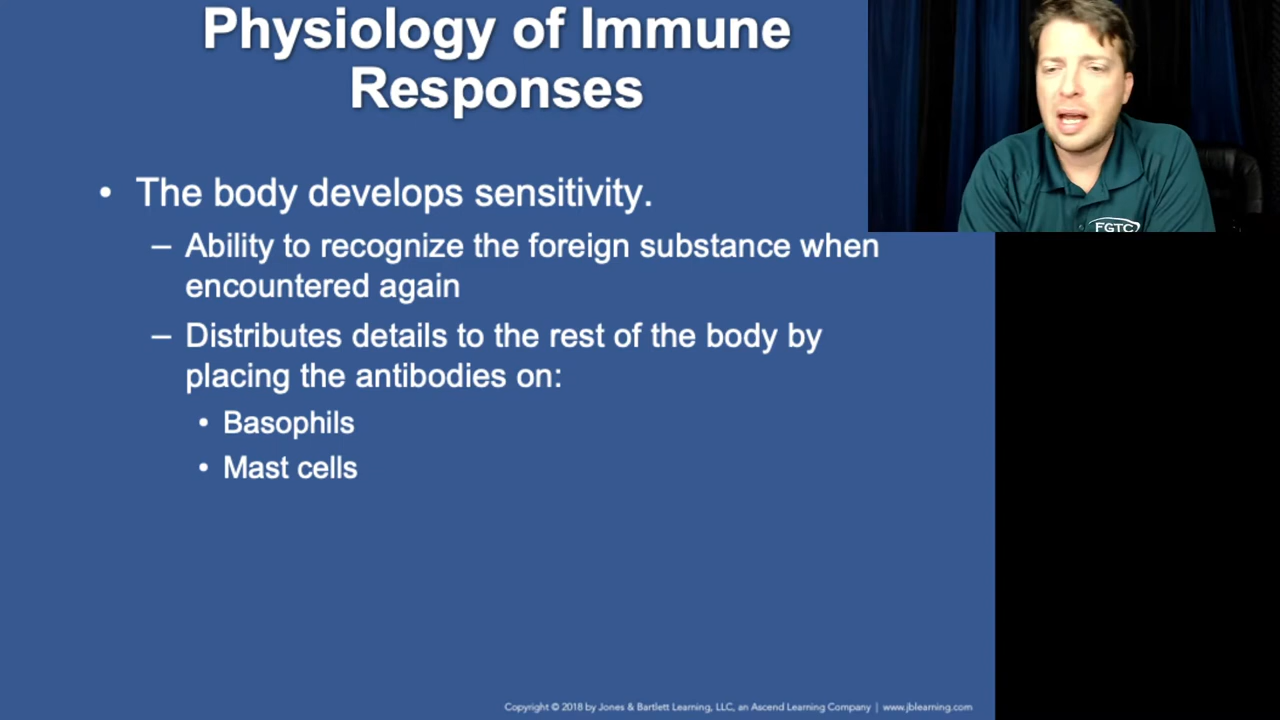 Physiology of Immune
Responses
• The body develops sensitivity.
– Ability to recognize the foreign substance when
encountered again
– Distributes details to the rest of the body by
placing the antibodies on:
• Basophils
• Mast cells
FGTC
Copyright © 2018 by Jones & Bartlett Learning, LLC, an Ascend Learning Company | www.jblearning.com